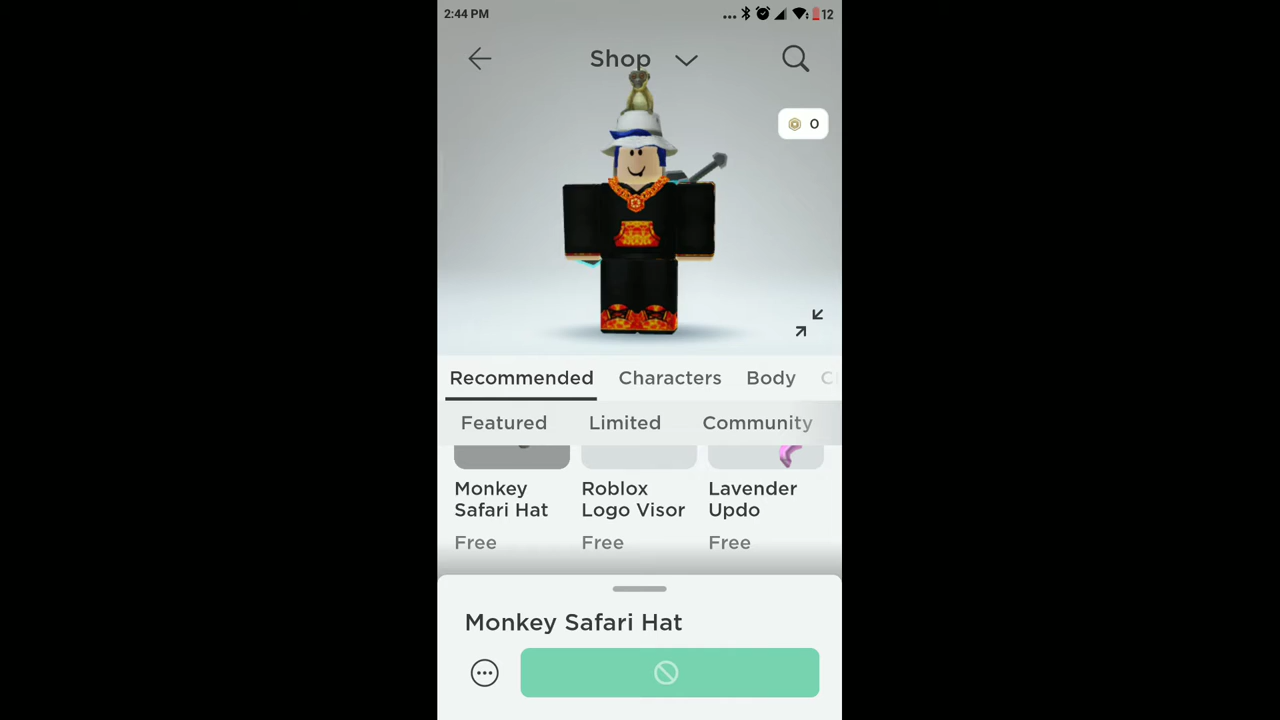 2:44 PM
12
Shop
0
Recommended Characters Body
Featured Limited Community
Monkey Safari Hat
Roblox Logo Visor
Lavender Updo
Free Free Free
Monkey Safari Hat